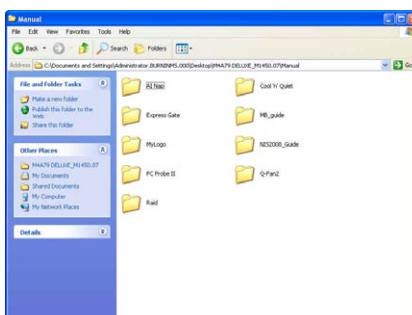 Manual
File Edit View Favorites Tools Help
Back Search Folders
Address C:\Documents and Settings\Administrator.BURNINMS.000\Desktop\M4A79 DELUXE_M1450.07\Manual Go
File and Folder Tasks
Make a new folder
Publish this folder to the Web
Share this folder
Other Places
M4A79 DELUXE_M1450.07
My Documents
Shared Documents
My Computer
My Network Places
Details
AI Nap Cool 'n' Quiet
Express Gate MB_guide
MyLogo NIS2008_Guide
PC Probe II Q-Fan2
Raid